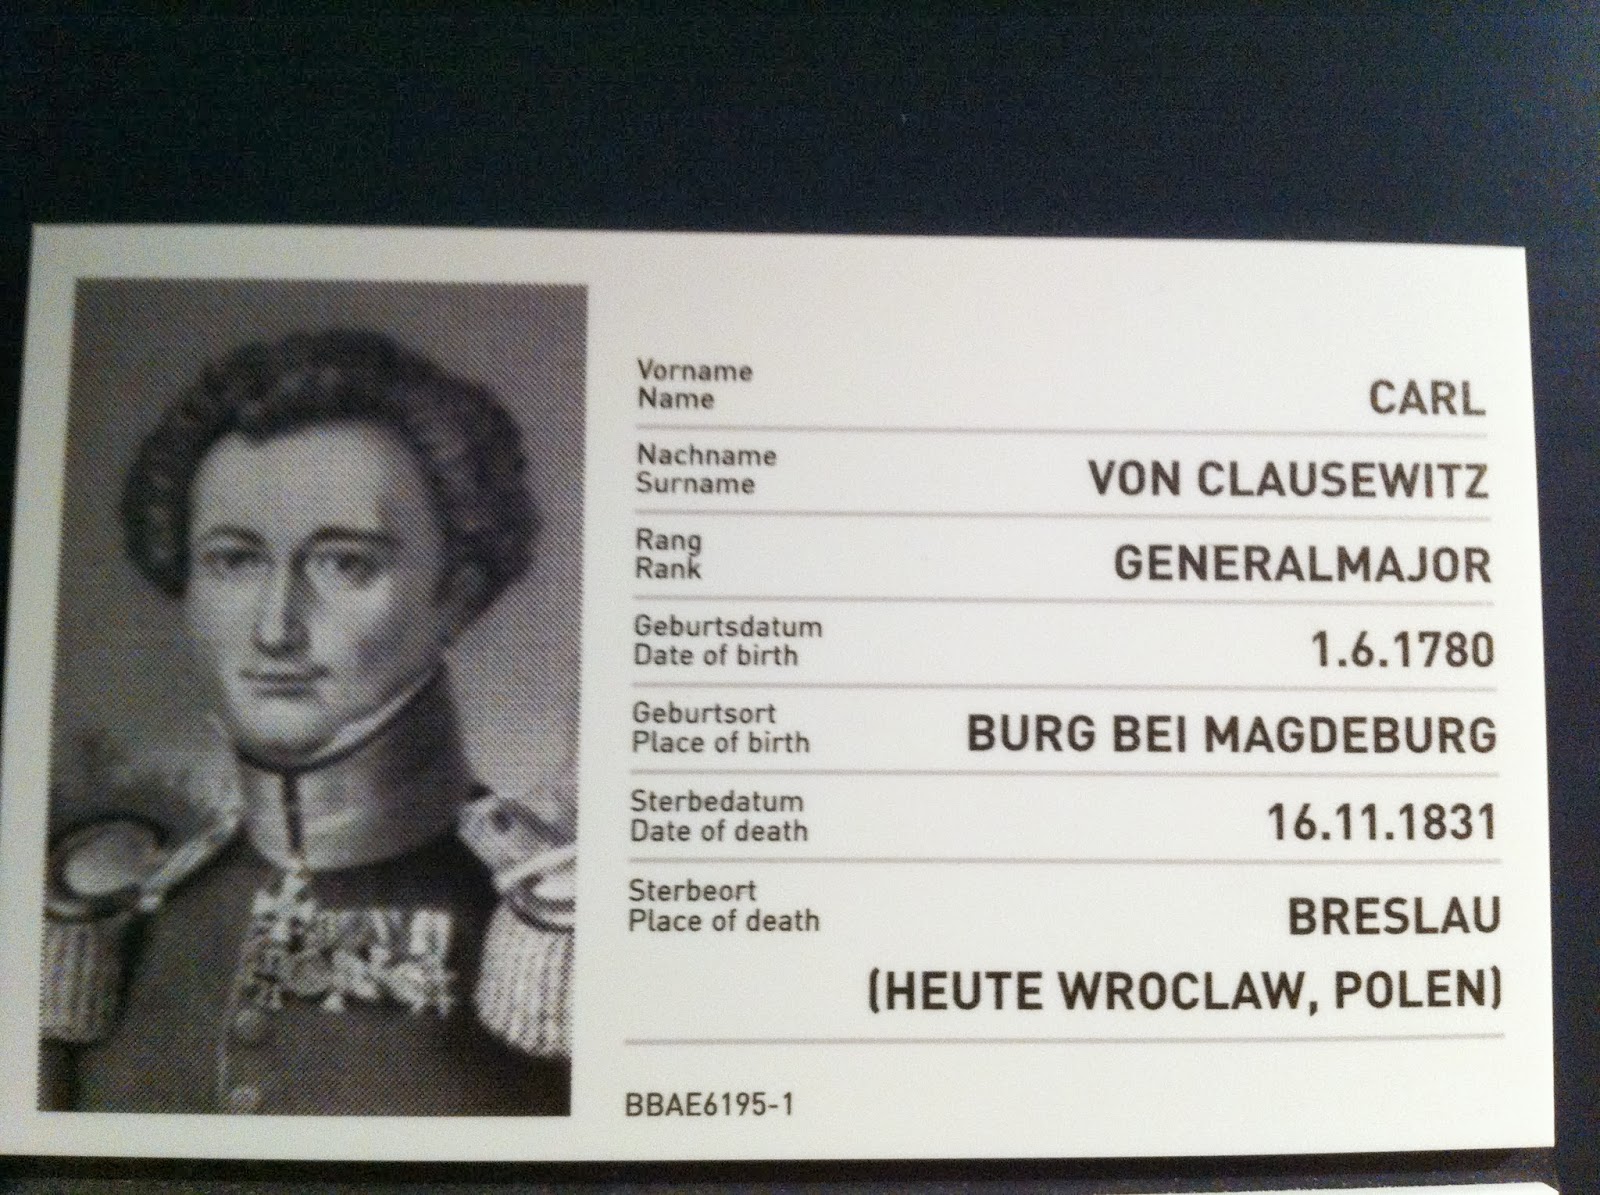 Vorname
Name
CARL
Nachname
Surname
VON CLAUSEWITZ
Rang
Rank
GENERALMAJOR
Geburtsdatum
Date of birth
1.6.1780
Geburtsort
Place of birth
BURG BEI MAGDEBURG
Sterbedatum
Date of death
16.11.1831
Sterbeort
Place of death
BRESLAU
(HEUTE WROCLAW, POLEN)
BBAE6195-1